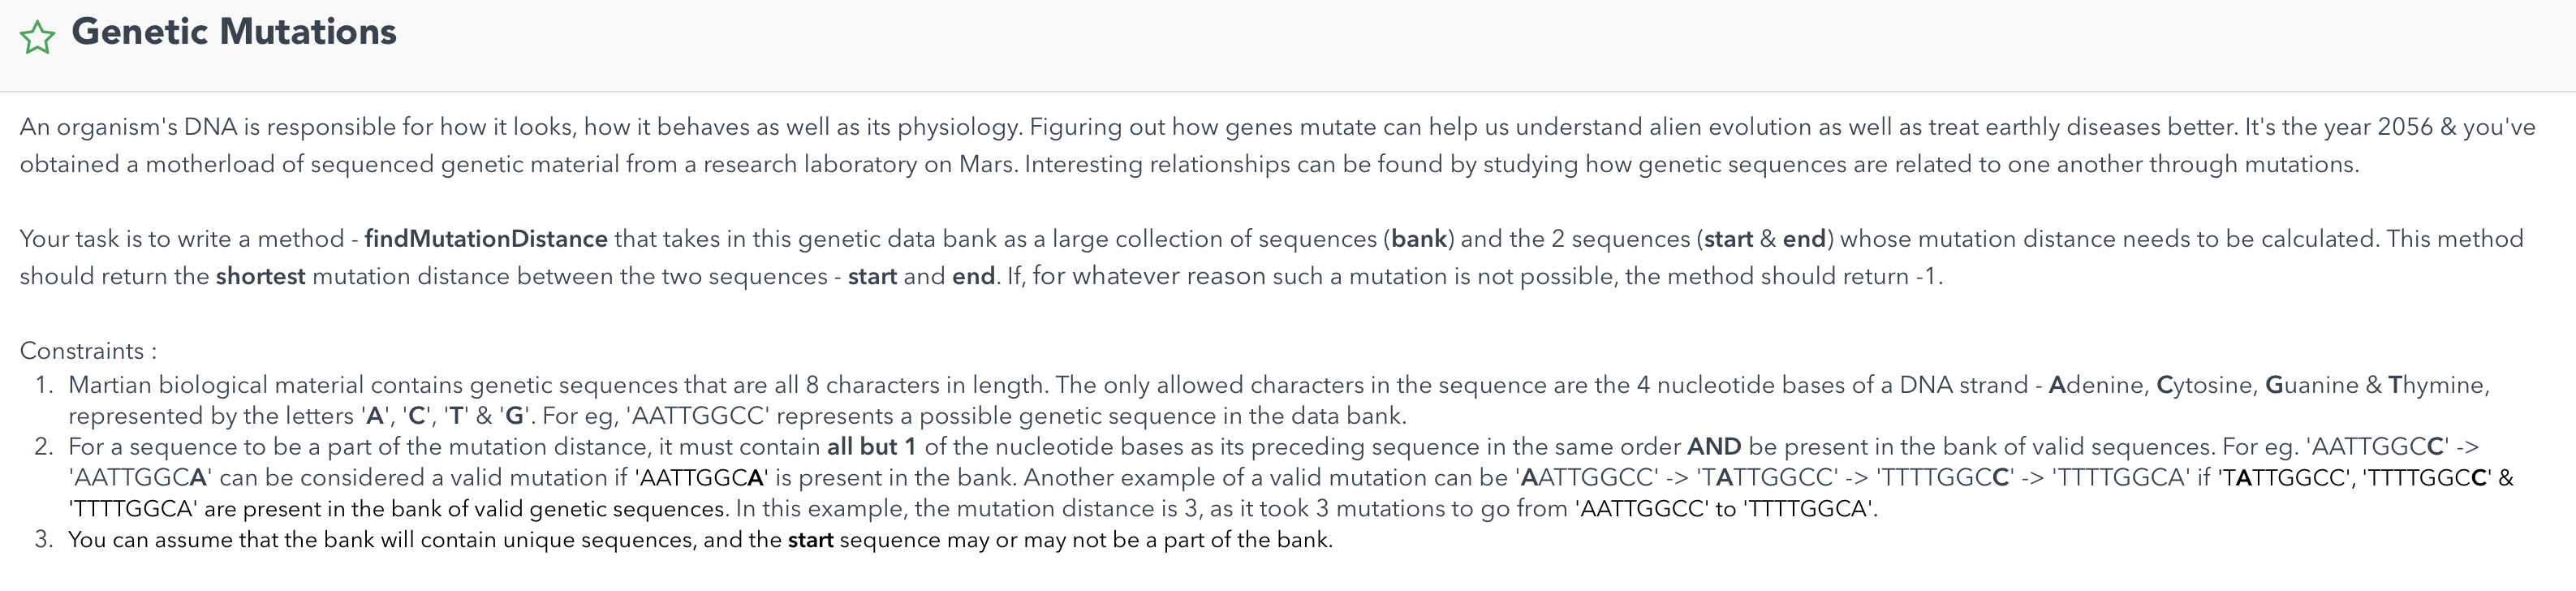 Genetic Mutations
An organism's DNA is responsible for how it looks, how it behaves as well as its physiology. Figuring out how genes mutate can help us understand alien evolution as well as treat earthly diseases better. It's the year 2056 & you've
obtained a motherload of sequenced genetic material from a research laboratory on Mars. Interesting relationships can be found by studying how genetic sequences are related to one another through mutations.
Your task is to write a method - findMutationDistance that takes in this genetic data bank as a large collection of sequences (bank) and the 2 sequences (start & end) whose mutation distance needs to be calculated. This method
should return the shortest mutation distance between the two sequences - start and end. If, for whatever reason such a mutation is not possible, the method should return -1.
Constraints :
1. Martian biological material contains genetic sequences that are all 8 characters in length. The only allowed characters in the sequence are the 4 nucleotide bases of a DNA strand - Adenine, Cytosine, Guanine & Thymine,
represented by the letters 'A', 'C', 'T' & 'G'. For eg, 'AATTGGCC' represents a possible genetic sequence in the data bank.
2. For a sequence to be a part of the mutation distance, it must contain all but 1 of the nucleotide bases as its preceding sequence in the same order AND be present in the bank of valid sequences. For eg. 'AATTGGCC' ->
'AATTGGCA' can be considered a valid mutation if 'AATTGGCA' is present in the bank. Another example of a valid mutation can be 'AATTGGCC' -> 'TATTGGCC' -> 'TTTTGGCC' -> 'TTTTGGCA' if 'TATTGGCC', 'TTTTGGCC' &
'TTTTGGCA' are present in the bank of valid genetic sequences. In this example, the mutation distance is 3, as it took 3 mutations to go from 'AATTGGCC' to 'TTTTGGCA'.
3. You can assume that the bank will contain unique sequences, and the start sequence may or may not be a part of the bank.